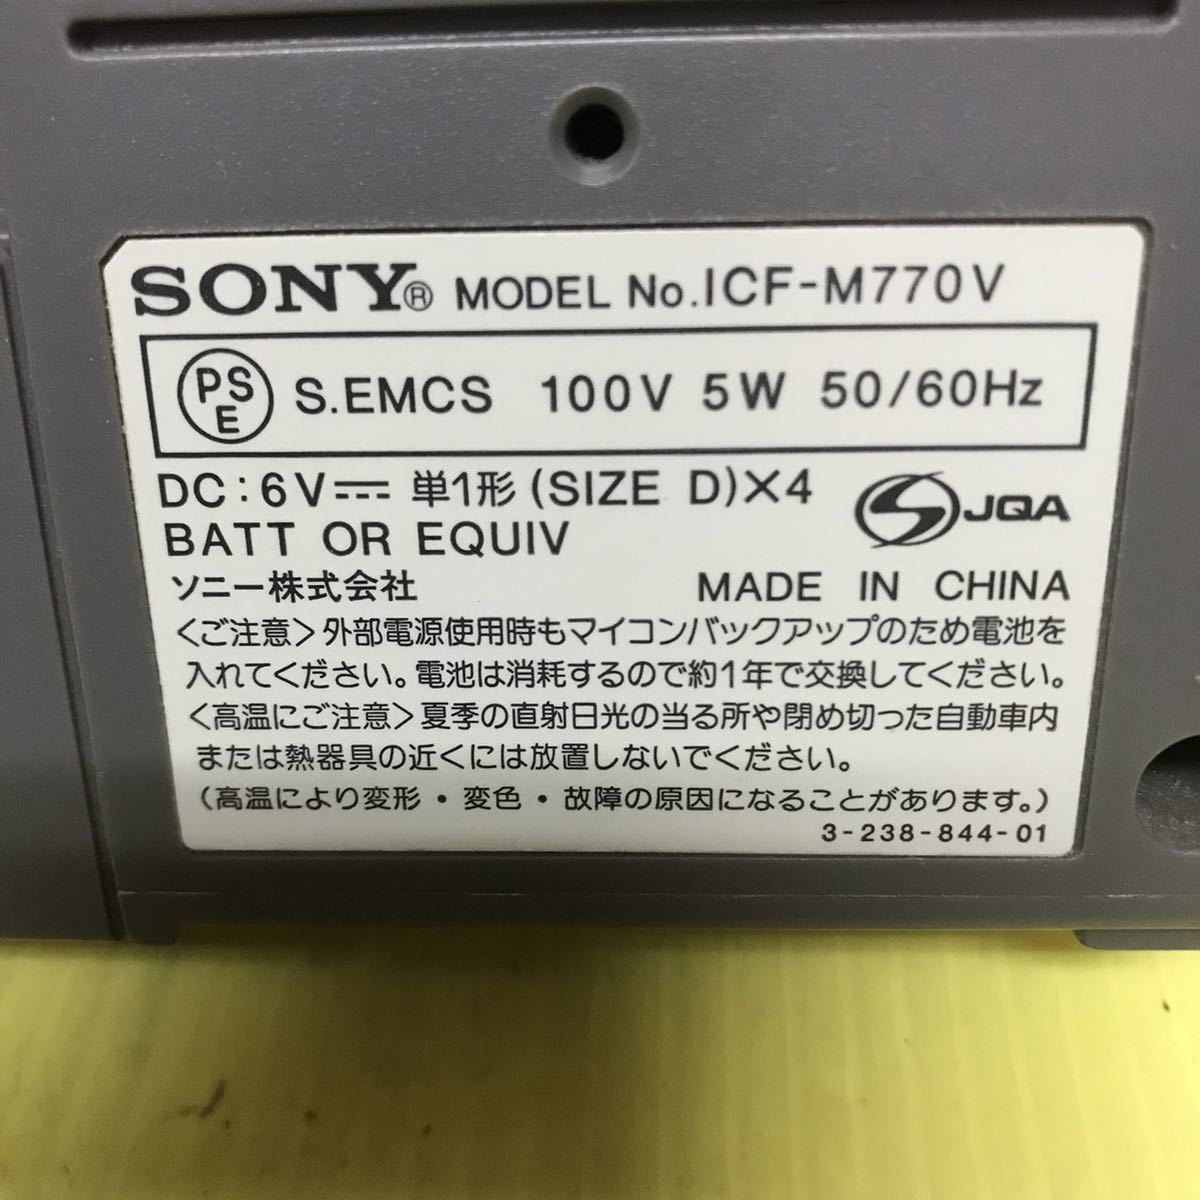 SONY® MODEL No.ICF-M770V
PSE S.EMCS 100V 5W 50/60Hz
DC:6V⎓ 単1形(SIZE D)×4
BATT OR EQUIV
JQA
ソニー株式会社 MADE IN CHINA
<ご注意>外部電源使用時もマイコンバックアップのため電池を
入れてください。電池は消耗するので約1年で交換してください。
<高温にご注意>夏季の直射日光の当る所や閉め切った自動車内
または熱器具の近くには放置しないでください。
(高温により変形・変色・故障の原因になることがあります。)
3-238-844-01